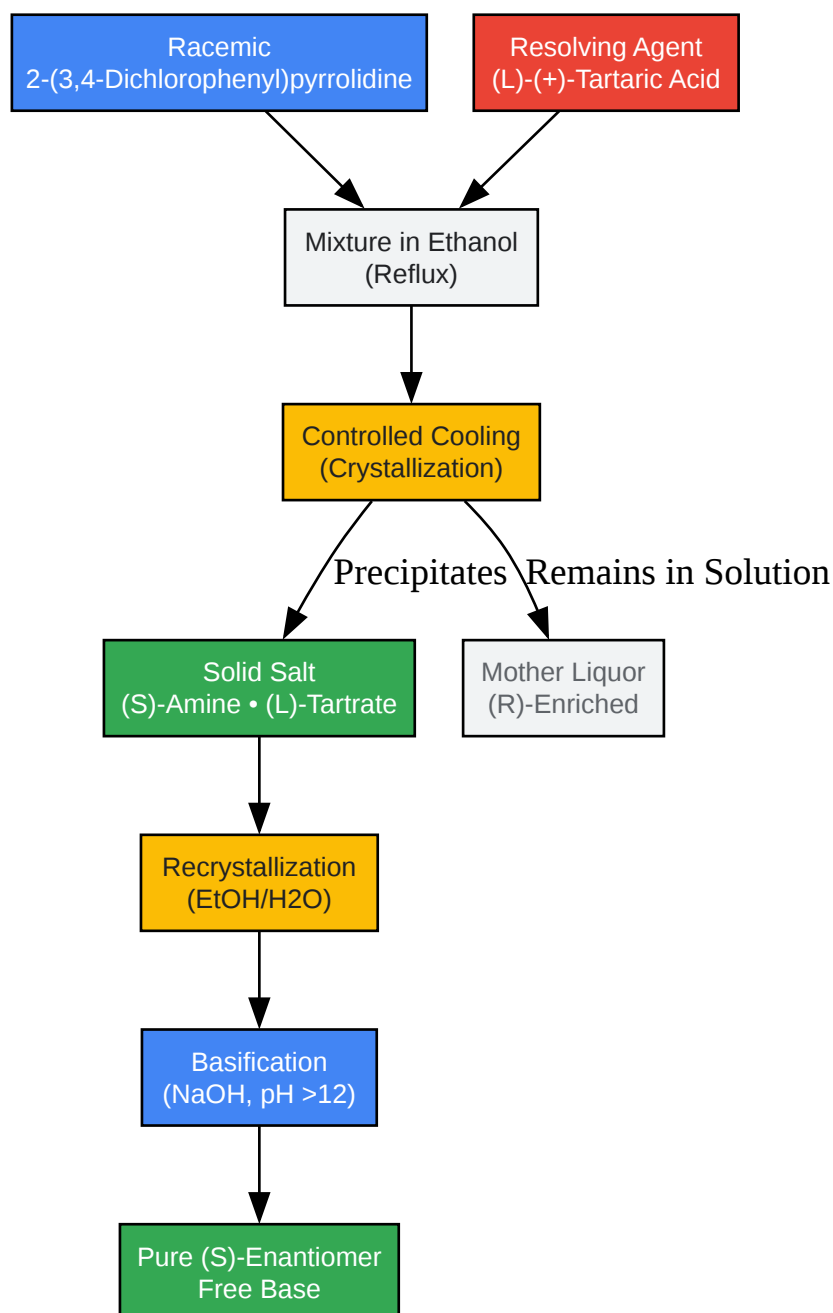 Racemic
2-(3,4-Dichlorophenyl)pyrrolidine
Resolving Agent
(L)-(+)-Tartaric Acid
Mixture in Ethanol
(Reflux)
Controlled Cooling
(Crystallization)
Precipitates
Remains in Solution
Solid Salt
(S)-Amine • (L)-Tartrate
Mother Liquor
(R)-Enriched
Recrystallization
(EtOH/H2O)
Basification
(NaOH, pH >12)
Pure (S)-Enantiomer
Free Base